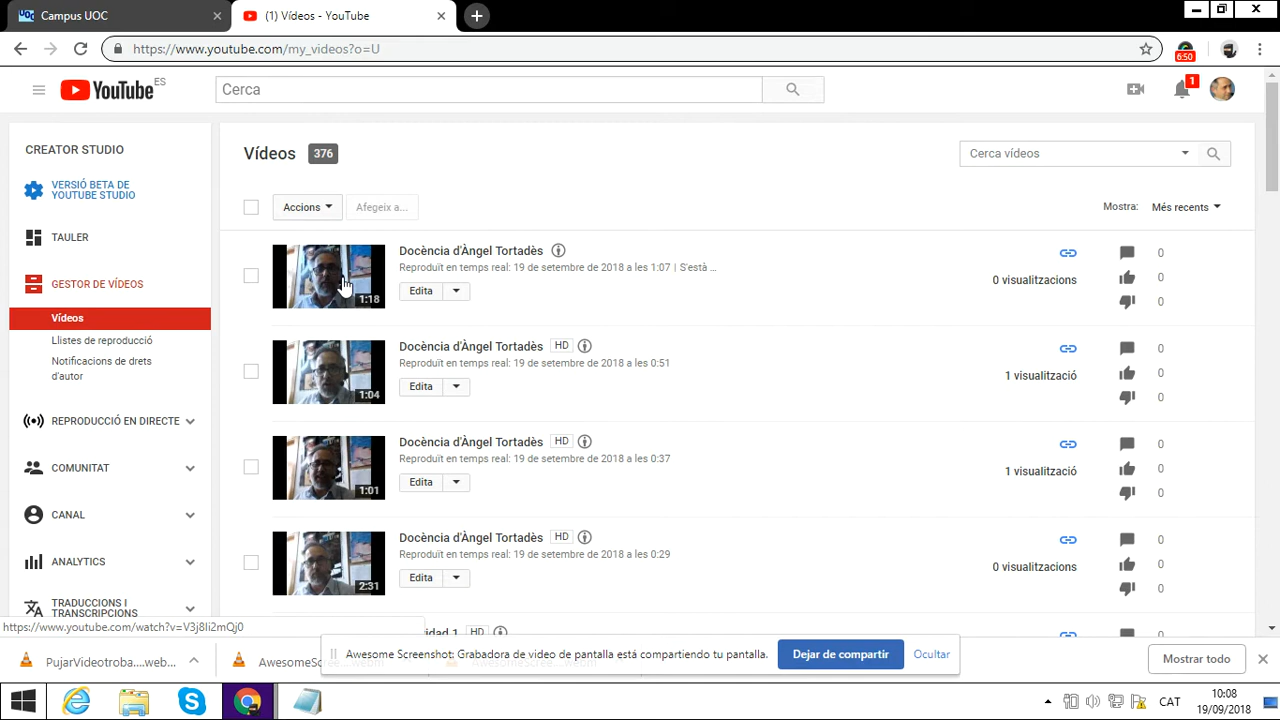 Campus UOC
(1) Vídeos - YouTube
https://www.youtube.com/my_videos?o=U
6:50
YouTube ES
Cerca
1
CREATOR STUDIO
VERSIÓ BETA DE
YOUTUBE STUDIO
TAULER
GESTOR DE VÍDEOS
Vídeos
Llistes de reproducció
Notificacions de drets
d'autor
REPRODUCCIÓ EN DIRECTE
COMUNITAT
CANAL
ANALYTICS
TRADUCCIONS I
TRANSCRIPCIONS
Vídeos 376
Cerca vídeos
Accions
Afegeix a...
Mostra: Més recents
Docència d'Àngel Tortadès
Reproduït en temps real: 19 de setembre de 2018 a les 1:07 | S'està ...
1:18
Edita
0 visualitzacions
0
0
0
Docència d'Àngel Tortadès HD
Reproduït en temps real: 19 de setembre de 2018 a les 0:51
1:04
Edita
1 visualització
0
0
0
Docència d'Àngel Tortadès HD
Reproduït en temps real: 19 de setembre de 2018 a les 0:37
1:01
Edita
1 visualització
0
0
0
Docència d'Àngel Tortadès HD
Reproduït en temps real: 19 de setembre de 2018 a les 0:29
2:31
Edita
0 visualitzacions
0
0
0
HD
https://www.youtube.com/watch?v=V3j8Ii2mQj0
Awesome Screenshot: Grabadora de video de pantalla está compartiendo tu pantalla.
Dejar de compartir
Ocultar
PujarVideotroba....webm
Mostrar todo
CAT
10:08
19/09/2018